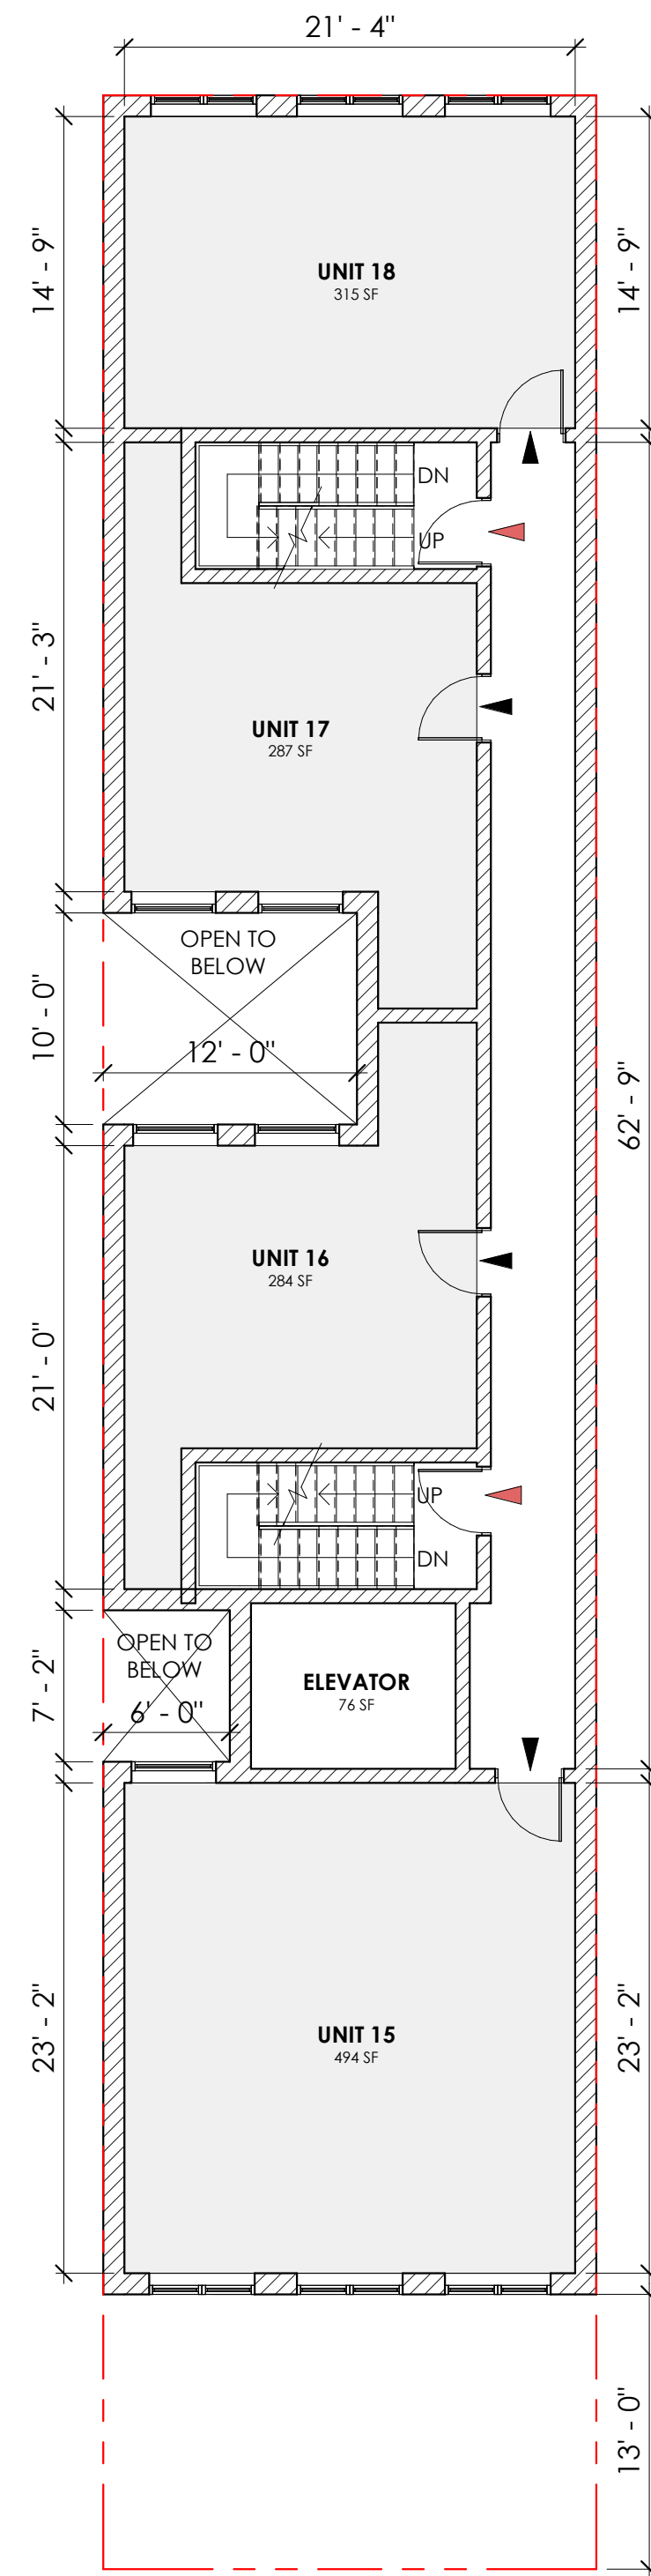 21' - 4"
14' - 9"
14' - 9"
UNIT 18
315 SF
DN
UP
21' - 3"
UNIT 17
287 SF
OPEN TO
BELOW
10' - 0"
12' - 0"
62' - 9"
UNIT 16
284 SF
21' - 0"
UP
DN
OPEN TO
BELOW
7' - 2"
6' - 0"
ELEVATOR
76 SF
23' - 2"
23' - 2"
UNIT 15
494 SF
13' - 0"